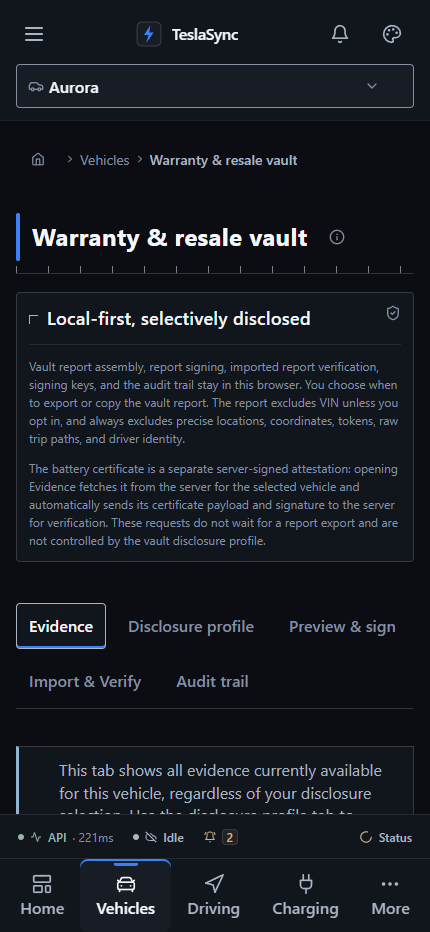 TeslaSync
Aurora
Vehicles
Warranty & resale vault
Warranty & resale vault
Local-first, selectively disclosed
Vault report assembly, report signing, imported report verification,
signing keys, and the audit trail stay in this browser. You choose when
to export or copy the vault report. The report excludes VIN unless you
opt in, and always excludes precise locations, coordinates, tokens, raw
trip paths, and driver identity.
The battery certificate is a separate server-signed attestation: opening
Evidence fetches it from the server for the selected vehicle and
automatically sends its certificate payload and signature to the server
for verification. These requests do not wait for a report export and are
not controlled by the vault disclosure profile.
Evidence
Disclosure profile
Preview & sign
Import & Verify
Audit trail
This tab shows all evidence currently available
for this vehicle, regardless of your disclosure
selection. Use the disclosure profile tab to
API · 221ms
Idle
2
Status
Home
Vehicles
Driving
Charging
More